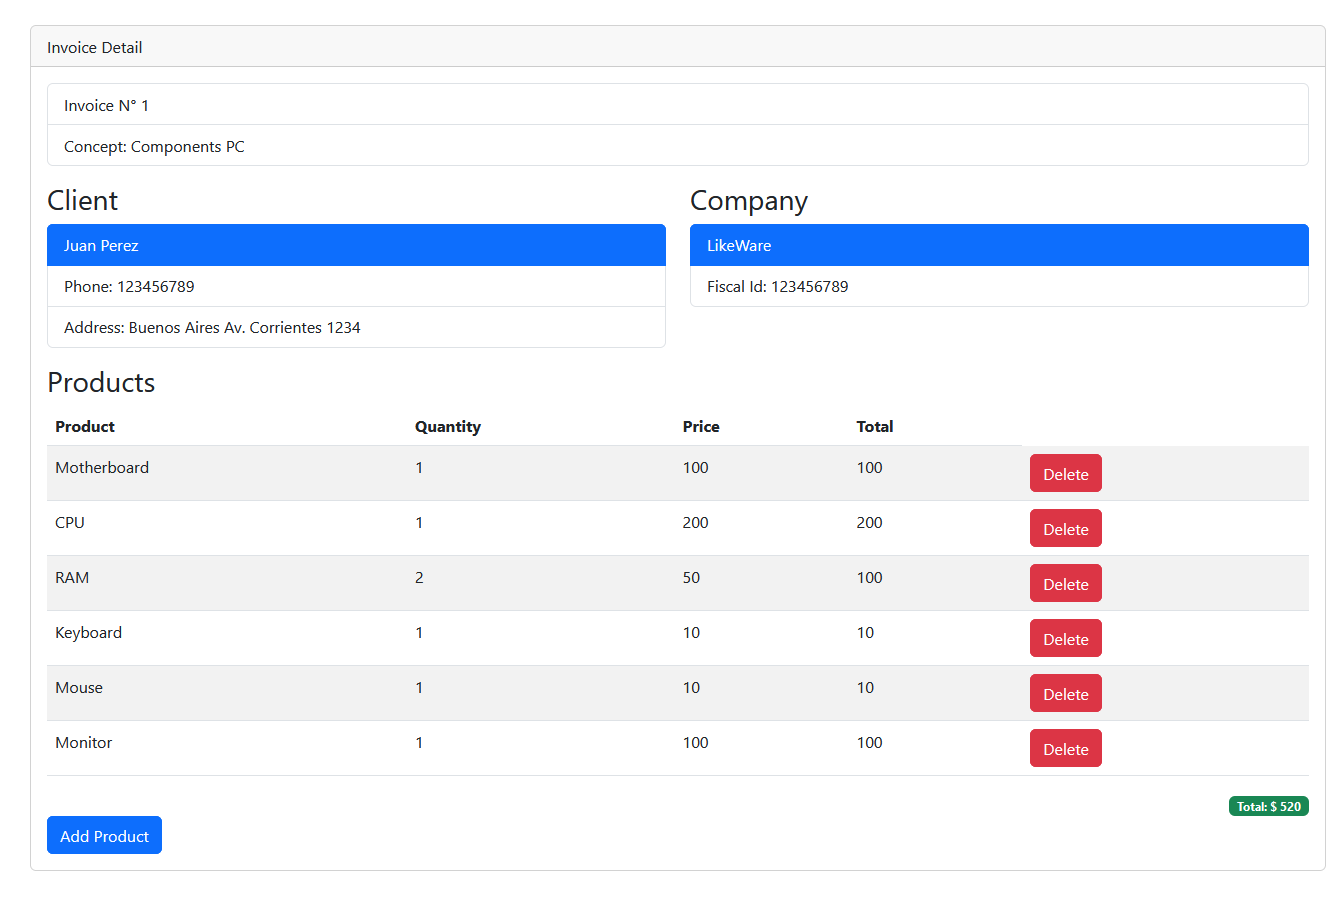 Invoice Detail
Invoice N° 1
Concept: Components PC
Client
Juan Perez
Phone: 123456789
Address: Buenos Aires Av. Corrientes 1234
Company
LikeWare
Fiscal Id: 123456789
Products
Product Quantity Price Total
Motherboard 1 100 100 Delete
CPU 1 200 200 Delete
RAM 2 50 100 Delete
Keyboard 1 10 10 Delete
Mouse 1 10 10 Delete
Monitor 1 100 100 Delete
Total: $ 520
Add Product